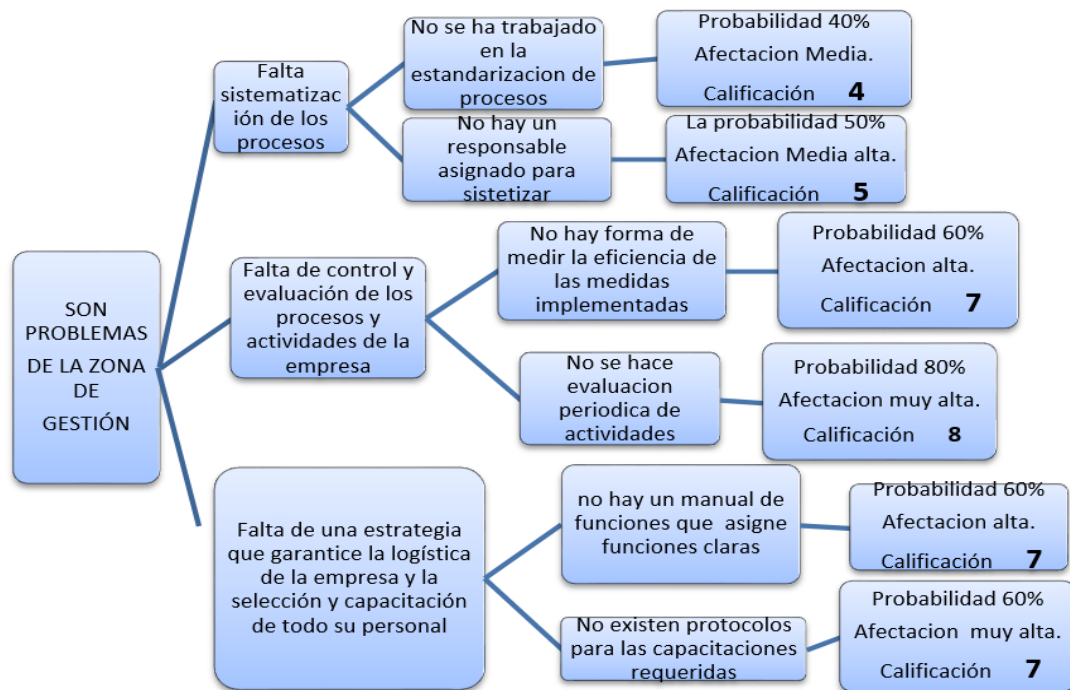 SON
PROBLEMAS
DE LA ZONA
DE
GESTIÓN
Falta
sistematizac
ión de los
procesos
No se ha trabajado
en la
estandarizacion de
procesos
Probabilidad 40%
Afectacion Media.
Calificación 4
No hay un
responsable
asignado para
sistetizar
La probabilidad 50%
Afectacion Media alta.
Calificación 5
Falta de control y
evaluación de los
procesos y
actividades de la
empresa
No hay forma de
medir la eficiencia de
las medidas
implementadas
Probabilidad 60%
Afectacion alta.
Calificación 7
No se hace
evaluacion
periodica de
actividades
Probabilidad 80%
Afectacion muy alta.
Calificación 8
Falta de una estrategia
que garantice la logística
de la empresa y la
selección y capacitación
de todo su personal
no hay un manual de
funciones que asigne
funciones claras
Probabilidad 60%
Afectacion alta.
Calificación 7
No existen protocolos
para las capacitaciones
requeridas
Probabilidad 60%
Afectacion muy alta.
Calificación 7